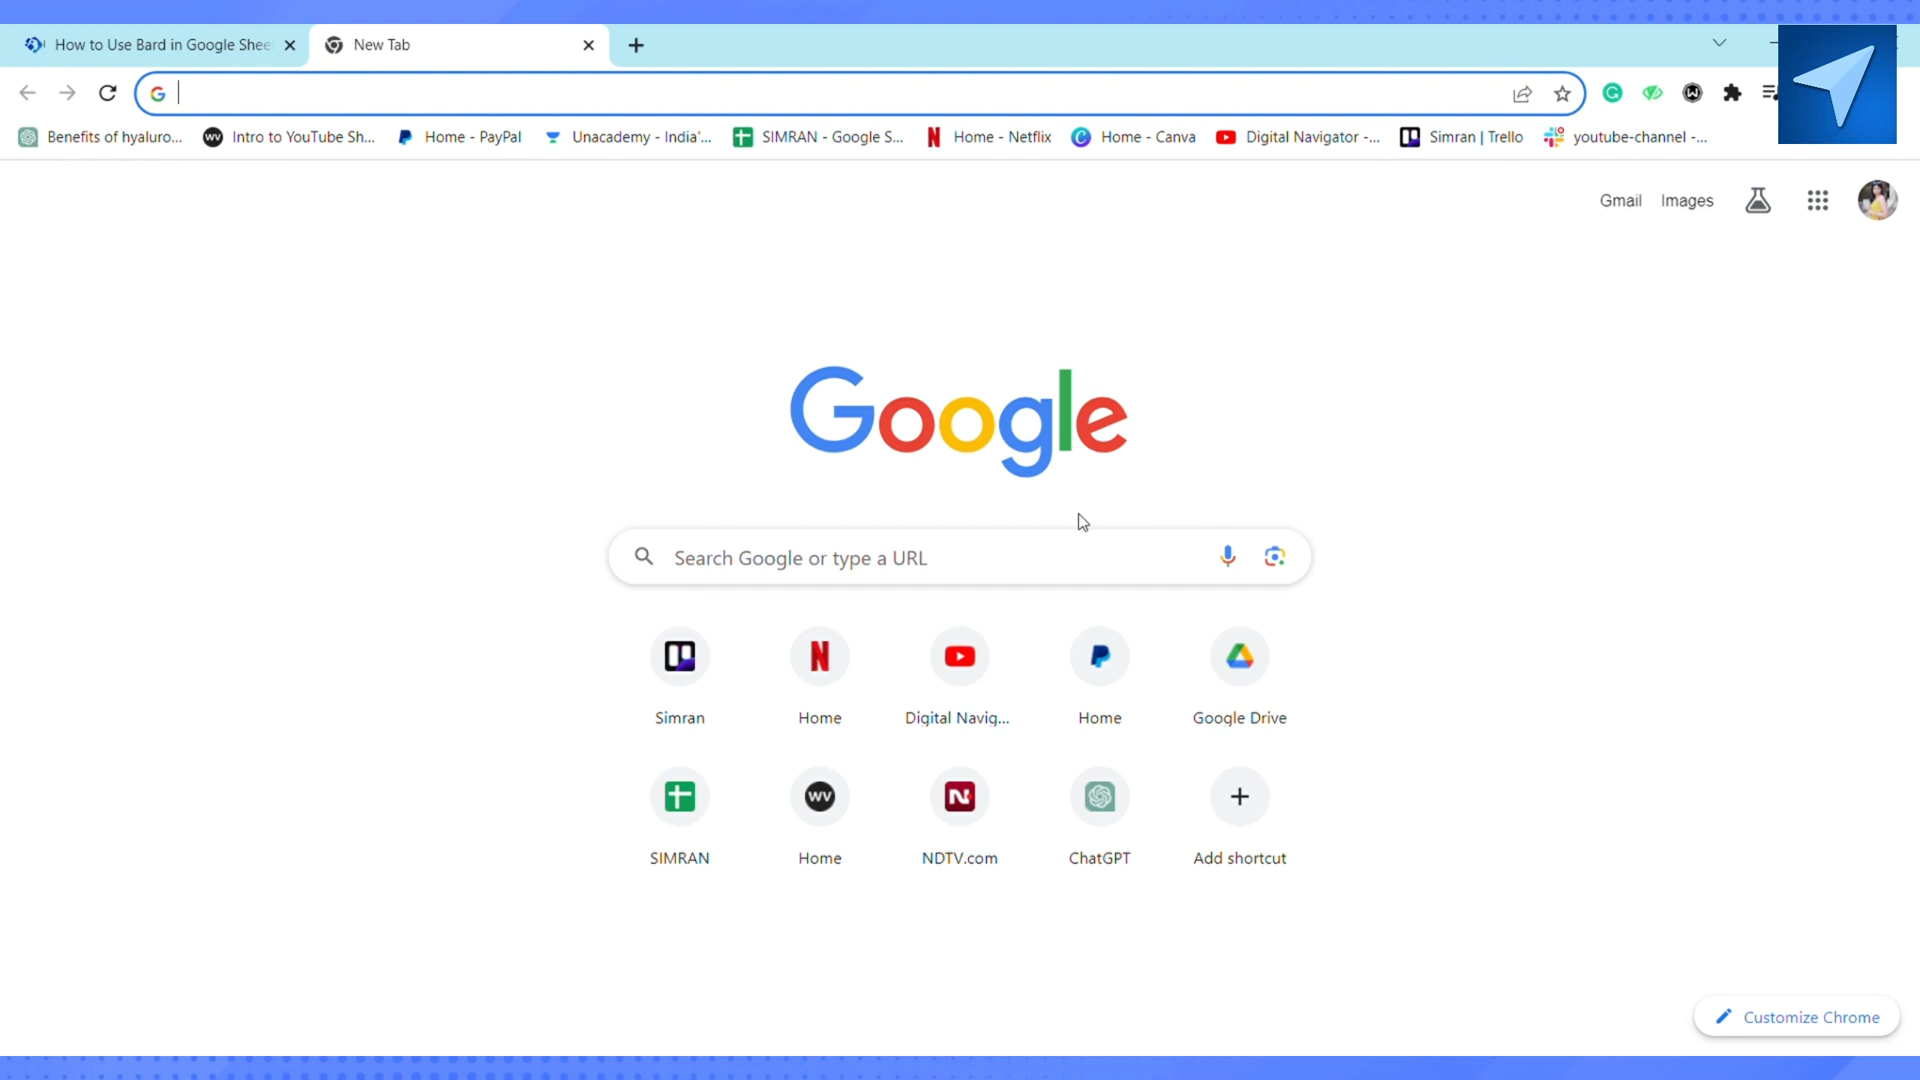 How to Use Bard in Google Shee
New Tab
Benefits of hyaluro...
Intro to YouTube Sh...
Home - PayPal
Unacademy - India'...
SIMRAN - Google S...
Home - Netflix
Home - Canva
Digital Navigator -...
Simran | Trello
youtube-channel -...
Gmail
Images
Google
Search Google or type a URL
Simran
Home
Digital Navig...
Home
Google Drive
SIMRAN
Home
NDTV.com
ChatGPT
Add shortcut
Customize Chrome